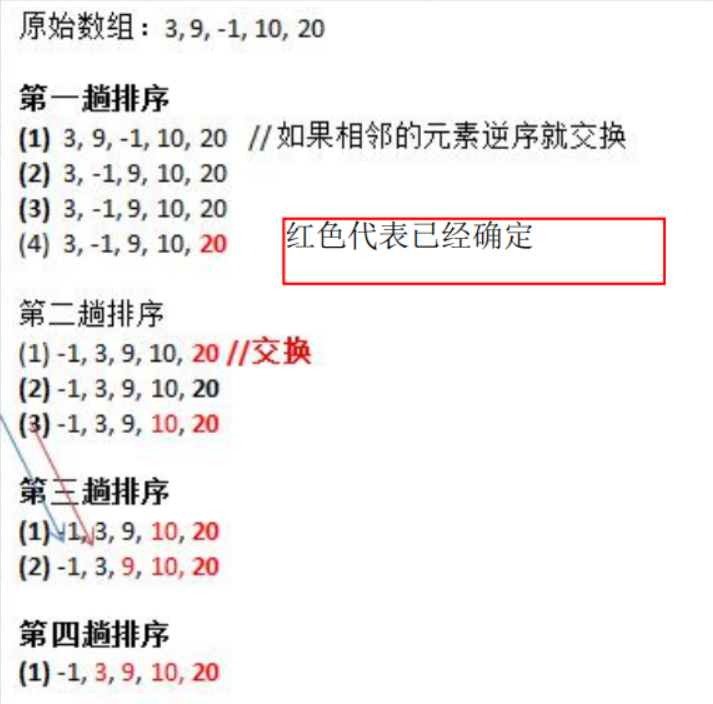 原始数组：3, 9, -1, 10, 20
第一趟排序
(1) 3, 9, -1, 10, 20 //如果相邻的元素逆序就交换
(2) 3, -1, 9, 10, 20
(3) 3, -1, 9, 10, 20
(4) 3, -1, 9, 10, 20
红色代表已经确定
第二趟排序
(1) -1, 3, 9, 10, 20 //交换
(2) -1, 3, 9, 10, 20
(3) -1, 3, 9, 10, 20
第三趟排序
(1) -1, 3, 9, 10, 20
(2) -1, 3, 9, 10, 20
第四趟排序
(1) -1, 3, 9, 10, 20